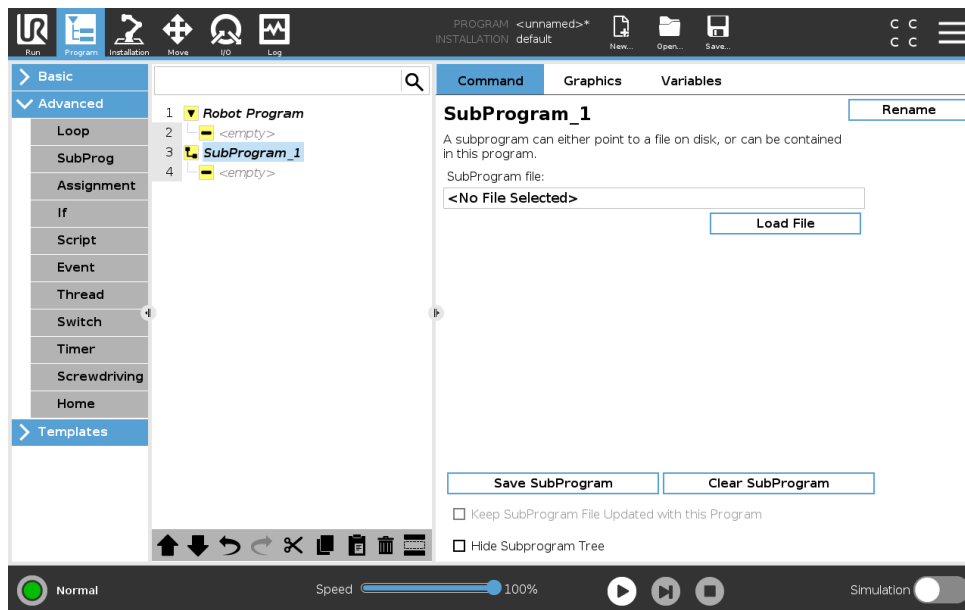 PROGRAM <unnamed>*
INSTALLATION default
UR
Run
Program
Installation
Move
I/O
Log
New...
Open...
Save...
C C
C C
Basic
Advanced
Loop
SubProg
Assignment
If
Script
Event
Thread
Switch
Timer
Screwdriving
Home
Templates
1 Robot Program
2 <empty>
3 SubProgram_1
4 <empty>
Command Graphics Variables
SubProgram_1
Rename
A subprogram can either point to a file on disk, or can be contained
in this program.
SubProgram file:
<No File Selected>
Load File
Save SubProgram
Clear SubProgram
Keep SubProgram File Updated with this Program
Hide Subprogram Tree
Normal
Speed 100%
Simulation